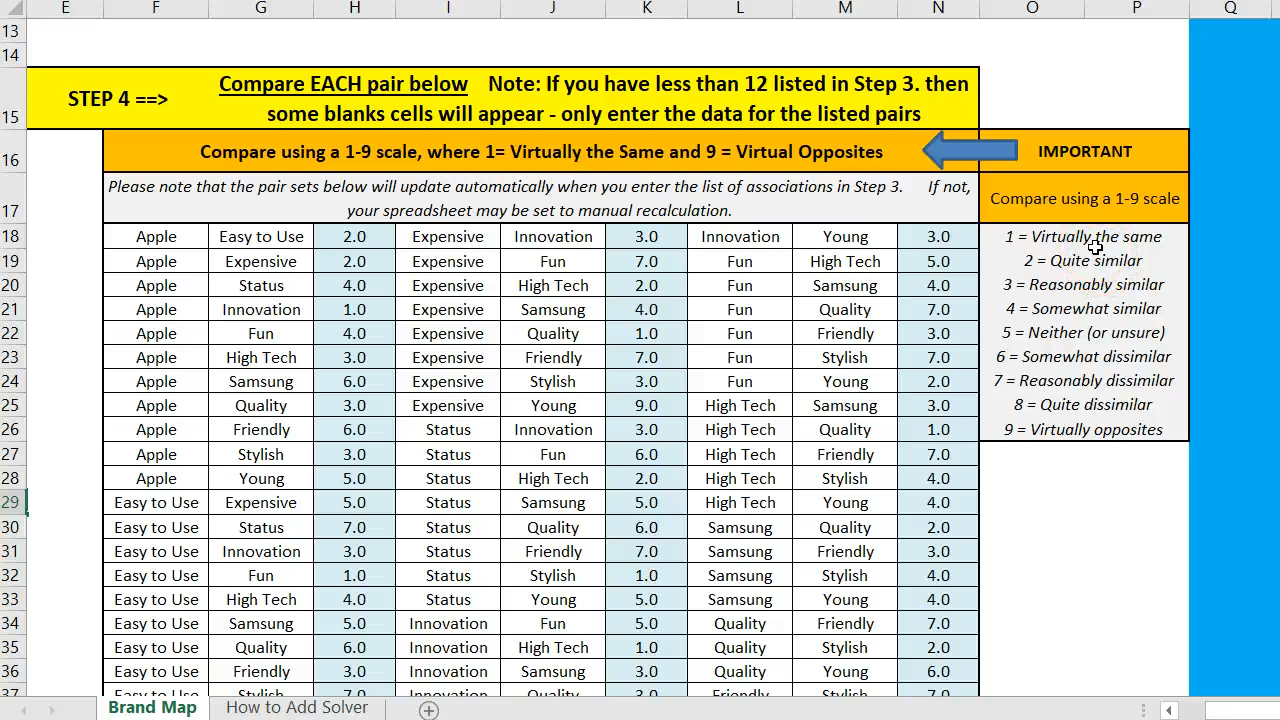 E F G H I J K L M N O P Q
13
14
15 STEP 4 ==> Compare EACH pair below Note: If you have less than 12 listed in Step 3. then
some blanks cells will appear - only enter the data for the listed pairs
16 Compare using a 1-9 scale, where 1= Virtually the Same and 9 = Virtual Opposites IMPORTANT
17 Please note that the pair sets below will update automatically when you enter the list of associations in Step 3. If not,
your spreadsheet may be set to manual recalculation.
Compare using a 1-9 scale
18 Apple Easy to Use 2.0 Expensive Innovation 3.0 Innovation Young 3.0 1 = Virtually the same
19 Apple Expensive 2.0 Expensive Fun 7.0 Fun High Tech 5.0 2 = Quite similar
20 Apple Status 4.0 Expensive High Tech 2.0 Fun Samsung 4.0 3 = Reasonably similar
21 Apple Innovation 1.0 Expensive Samsung 4.0 Fun Quality 7.0 4 = Somewhat similar
22 Apple Fun 4.0 Expensive Quality 1.0 Fun Friendly 3.0 5 = Neither (or unsure)
23 Apple High Tech 3.0 Expensive Friendly 7.0 Fun Stylish 7.0 6 = Somewhat dissimilar
24 Apple Samsung 6.0 Expensive Stylish 3.0 Fun Young 2.0 7 = Reasonably dissimilar
25 Apple Quality 3.0 Expensive Young 9.0 High Tech Samsung 3.0 8 = Quite dissimilar
26 Apple Friendly 6.0 Status Innovation 3.0 High Tech Quality 1.0 9 = Virtually opposites
27 Apple Stylish 3.0 Status Fun 6.0 High Tech Friendly 7.0
28 Apple Young 5.0 Status High Tech 2.0 High Tech Stylish 4.0
29 Easy to Use Expensive 5.0 Status Samsung 5.0 High Tech Young 4.0
30 Easy to Use Status 7.0 Status Quality 6.0 Samsung Quality 2.0
31 Easy to Use Innovation 3.0 Status Friendly 7.0 Samsung Friendly 3.0
32 Easy to Use Fun 1.0 Status Stylish 1.0 Samsung Stylish 4.0
33 Easy to Use High Tech 4.0 Status Young 5.0 Samsung Young 4.0
34 Easy to Use Samsung 5.0 Innovation Fun 5.0 Quality Friendly 7.0
35 Easy to Use Quality 6.0 Innovation High Tech 1.0 Quality Stylish 2.0
36 Easy to Use Friendly 3.0 Innovation Samsung 3.0 Quality Young 6.0
37 Easy to Use Stylish 7.0 Innovation Quality 3.0 Friendly Stylish 7.0
Brand Map How to Add Solver